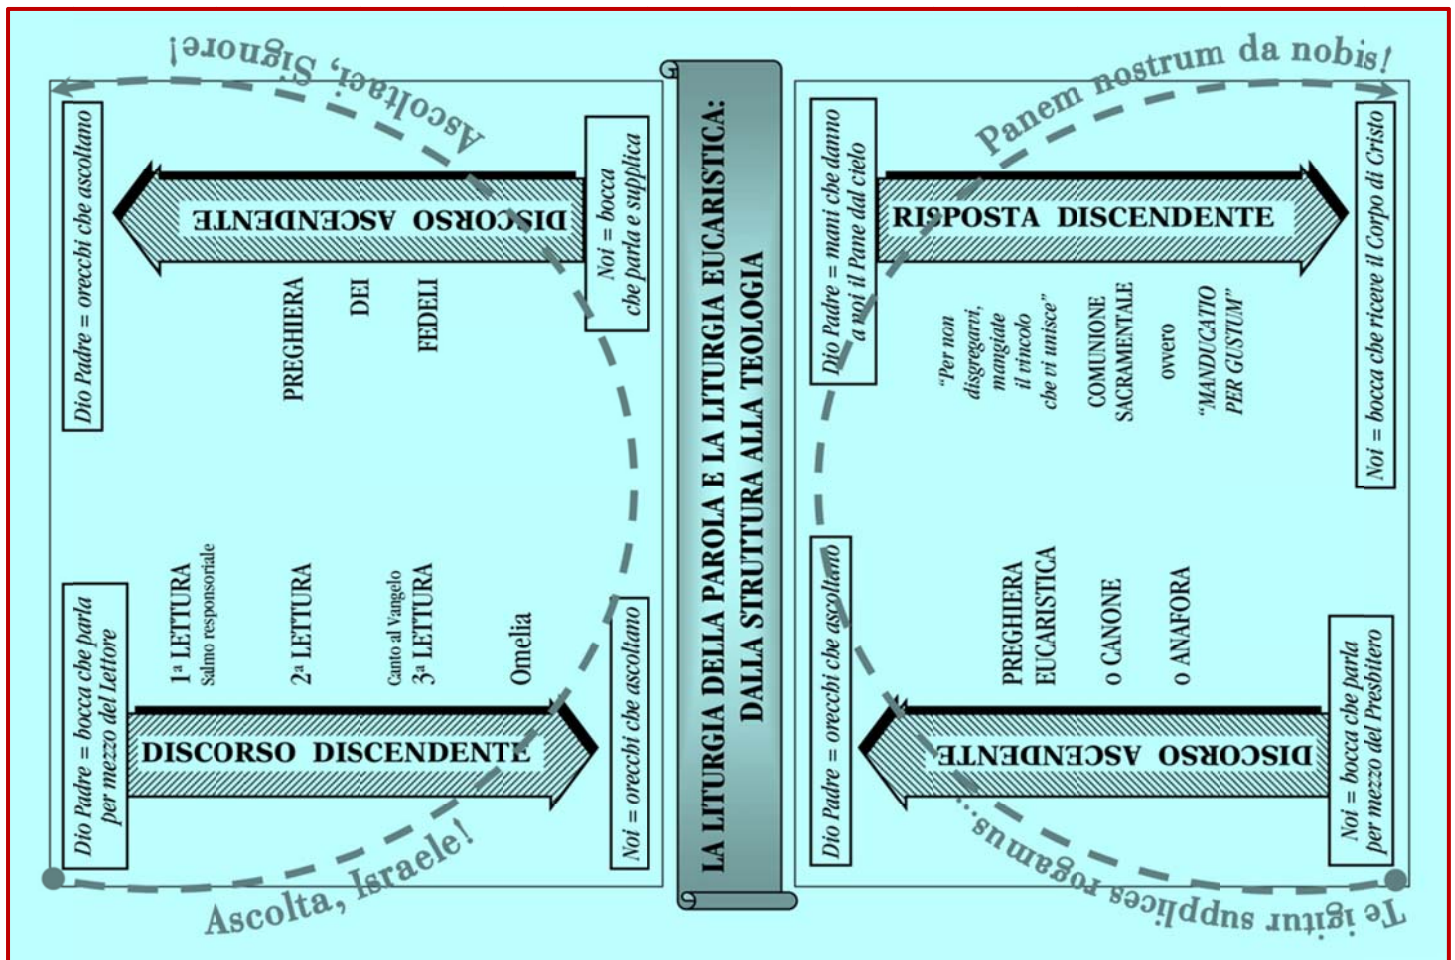 LA LITURGIA DELLA PAROLA E LA LITURGIA EUCARISTICA:
DALLA STRUTTURA ALLA TEOLOGIA
Dio Padre = bocca che parla
per mezzo del Lettore
DISCORSO DISCENDENTE
Ascolta, Israele!
1ª LETTURA
Salmo responsoriale
2ª LETTURA
Canto al Vangelo
3ª LETTURA
Omelia
Noi = orecchi che ascoltano
Dio Padre = orecchi che ascoltano
DISCORSO ASCENDENTE
Ascoltaci, Signore!
PREGHIERA
DEI
FEDELI
Noi = bocca
che parla e supplica
Dio Padre = orecchi che ascoltano
DISCORSO ASCENDENTE
Te igitur supplices rogamus...
PREGHIERA
EUCARISTICA
o CANONE
o ANAFORA
Noi = bocca che parla
per mezzo del Presbitero
Dio Padre = mani che danno
a noi il Pane dal cielo
RISPOSTA DISCENDENTE
Panem nostrum da nobis!
“Per non
disgregarvi,
mangiate
il vincolo
che vi unisce”
COMUNIONE
SACRAMENTALE
ovvero
“MANDUCATIO
PER GUSTUM”
Noi = bocca che riceve il Corpo di Cristo